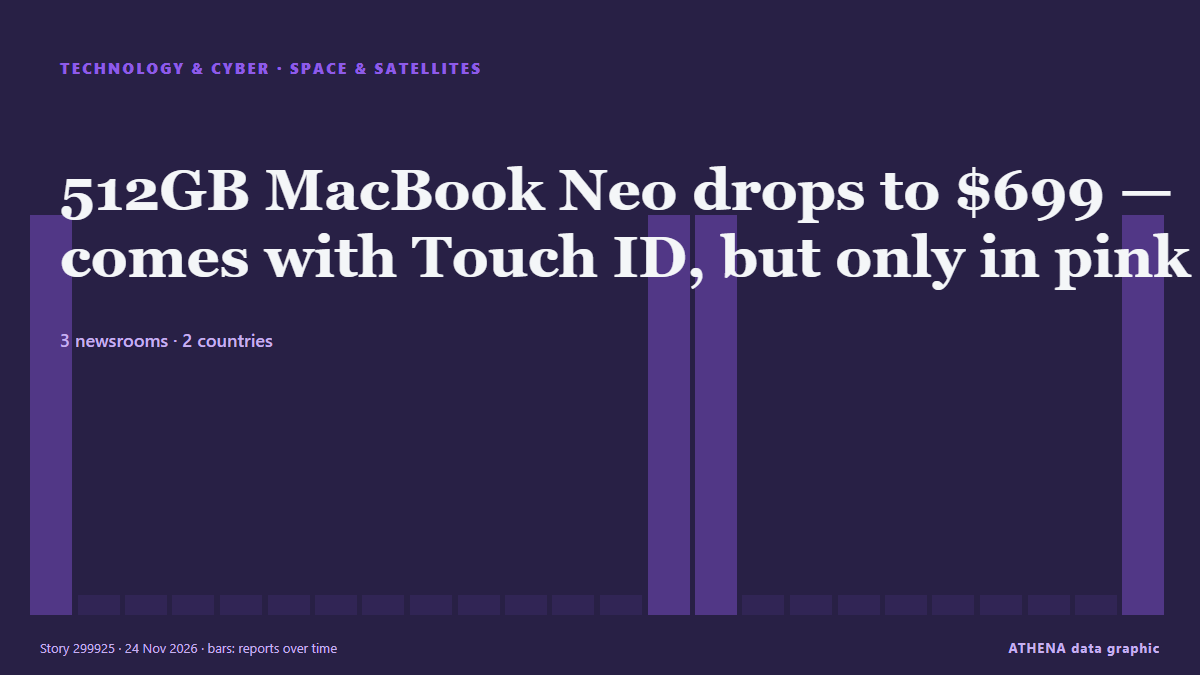 TECHNOLOGY & CYBER · SPACE & SATELLITES
512GB MacBook Neo drops to $699 —
comes with Touch ID, but only in pink
3 newsrooms · 2 countries
Story 299925 · 24 Nov 2026 · bars: reports over time
ATHENA data graphic